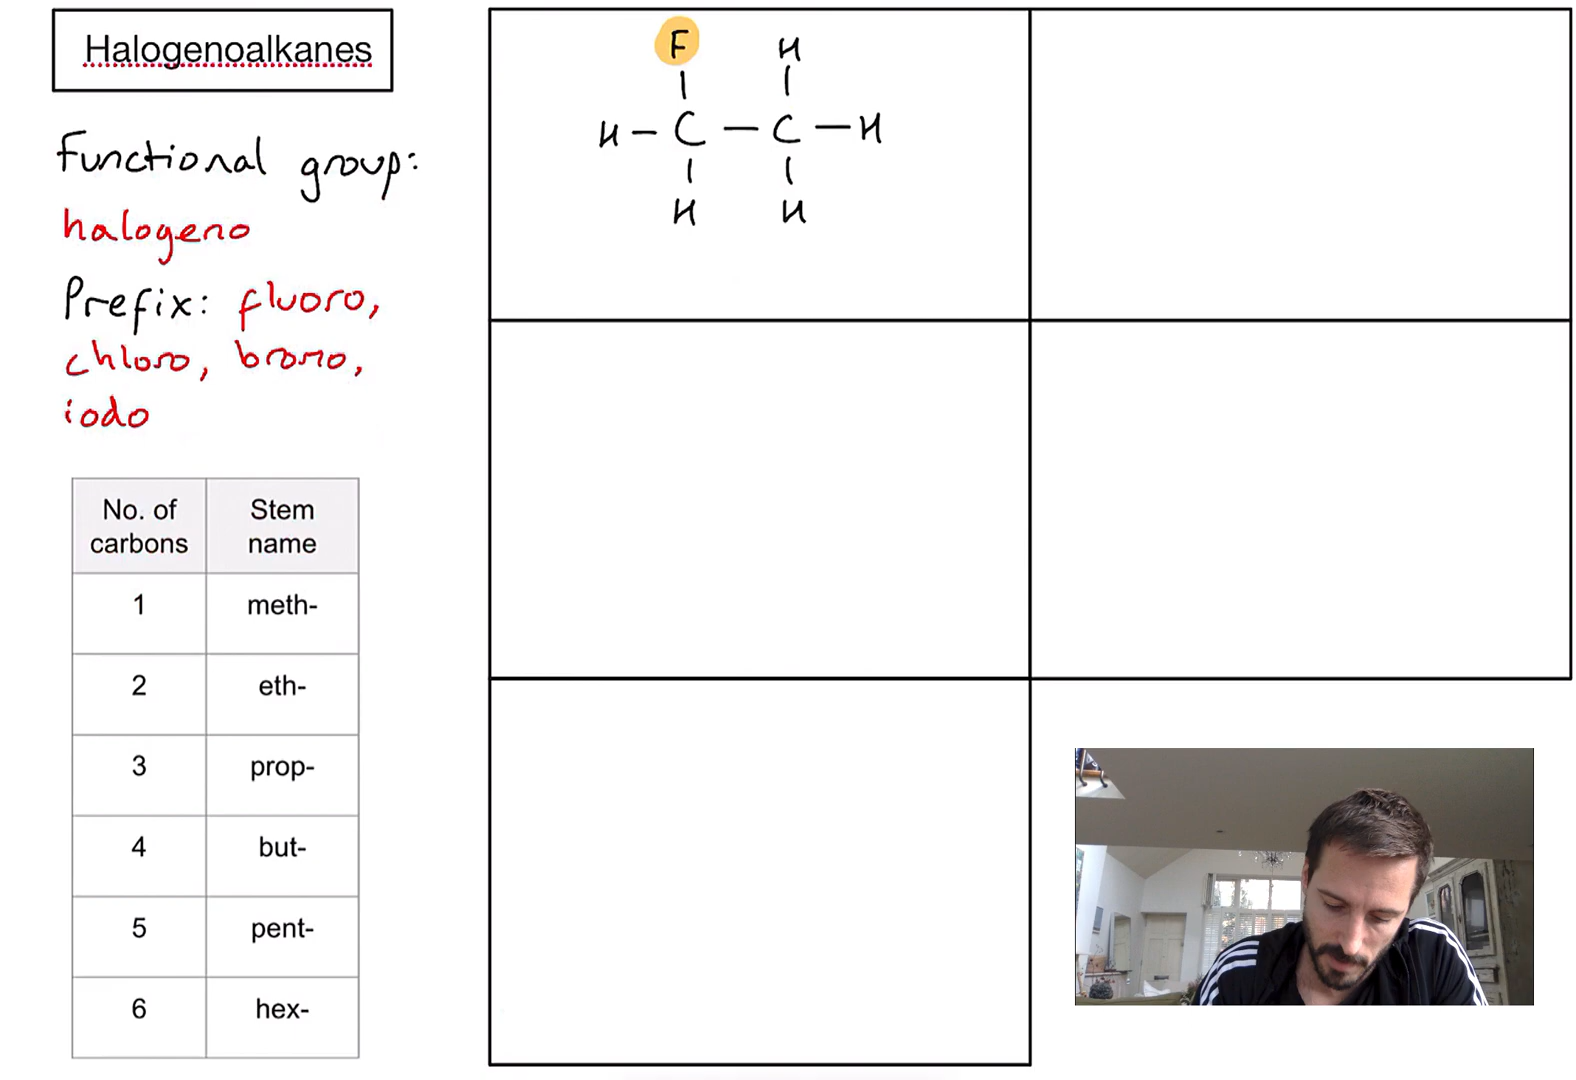 Halogenoalkanes
Functional group:
halogeno
Prefix: fluoro,
chloro, bromo,
iodo
No. of carbons Stem name
1 meth-
2 eth-
3 prop-
4 but-
5 pent-
6 hex-
F H
H - C - C - H
H H